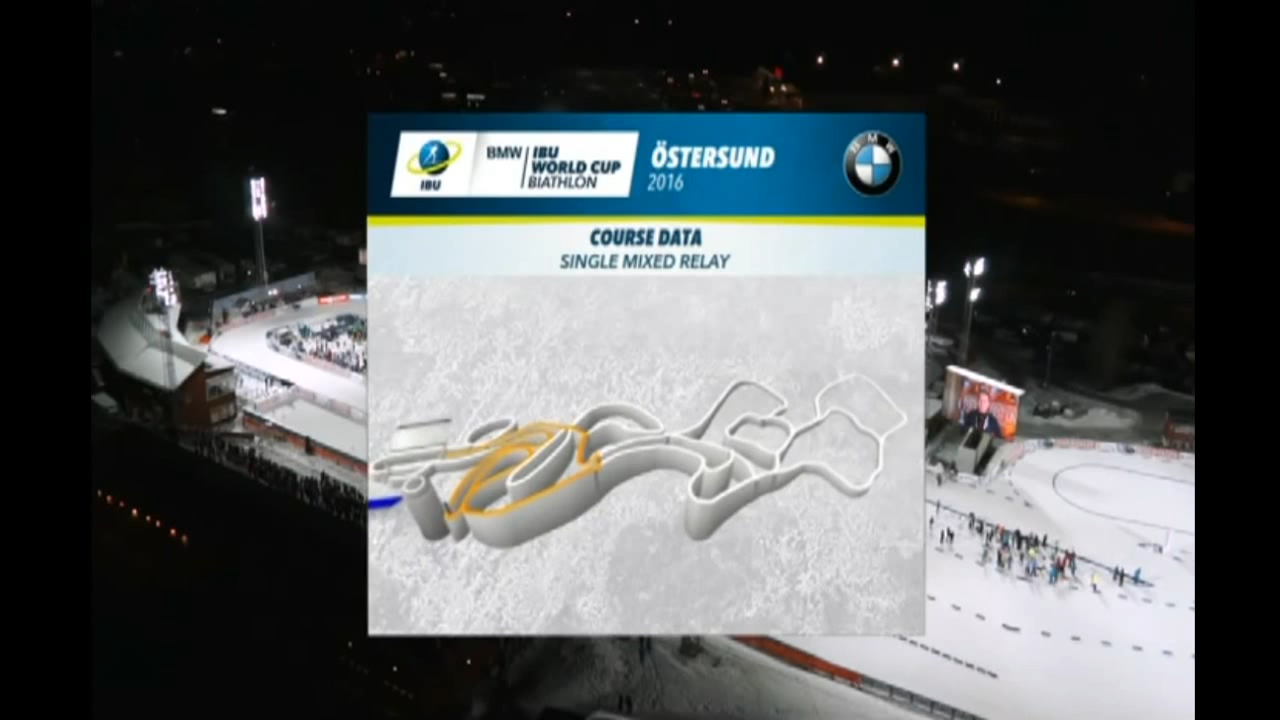 IBU
BMW IBU
WORLD CUP
BIATHLON
ÖSTERSUND
2016
BMW
COURSE DATA
SINGLE MIXED RELAY